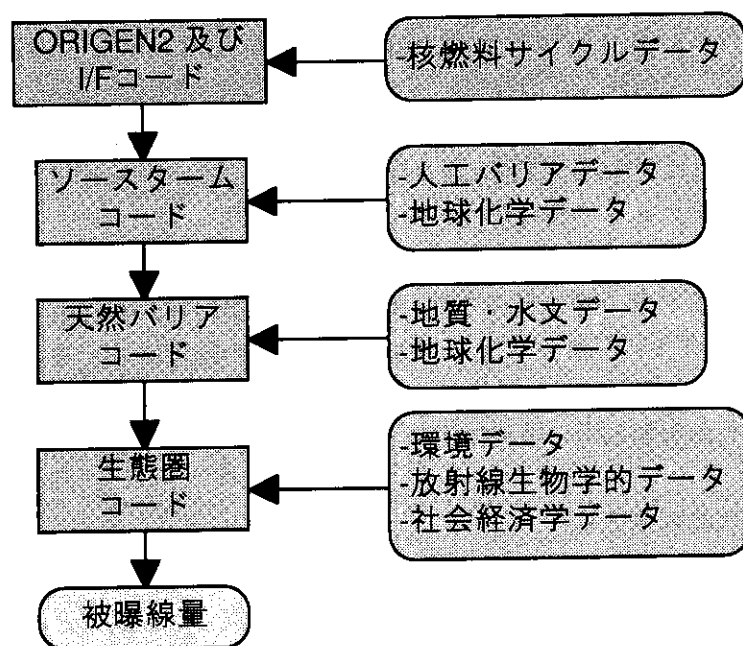 ORIGEN2 及び
I/Fコード
-核燃料サイクルデータ
ソースターム
コード
-人工バリアデータ
-地球化学データ
天然バリア
コード
-地質・水文データ
-地球化学データ
生態圏
コード
-環境データ
-放射線生物学的データ
-社会経済学データ
被曝線量